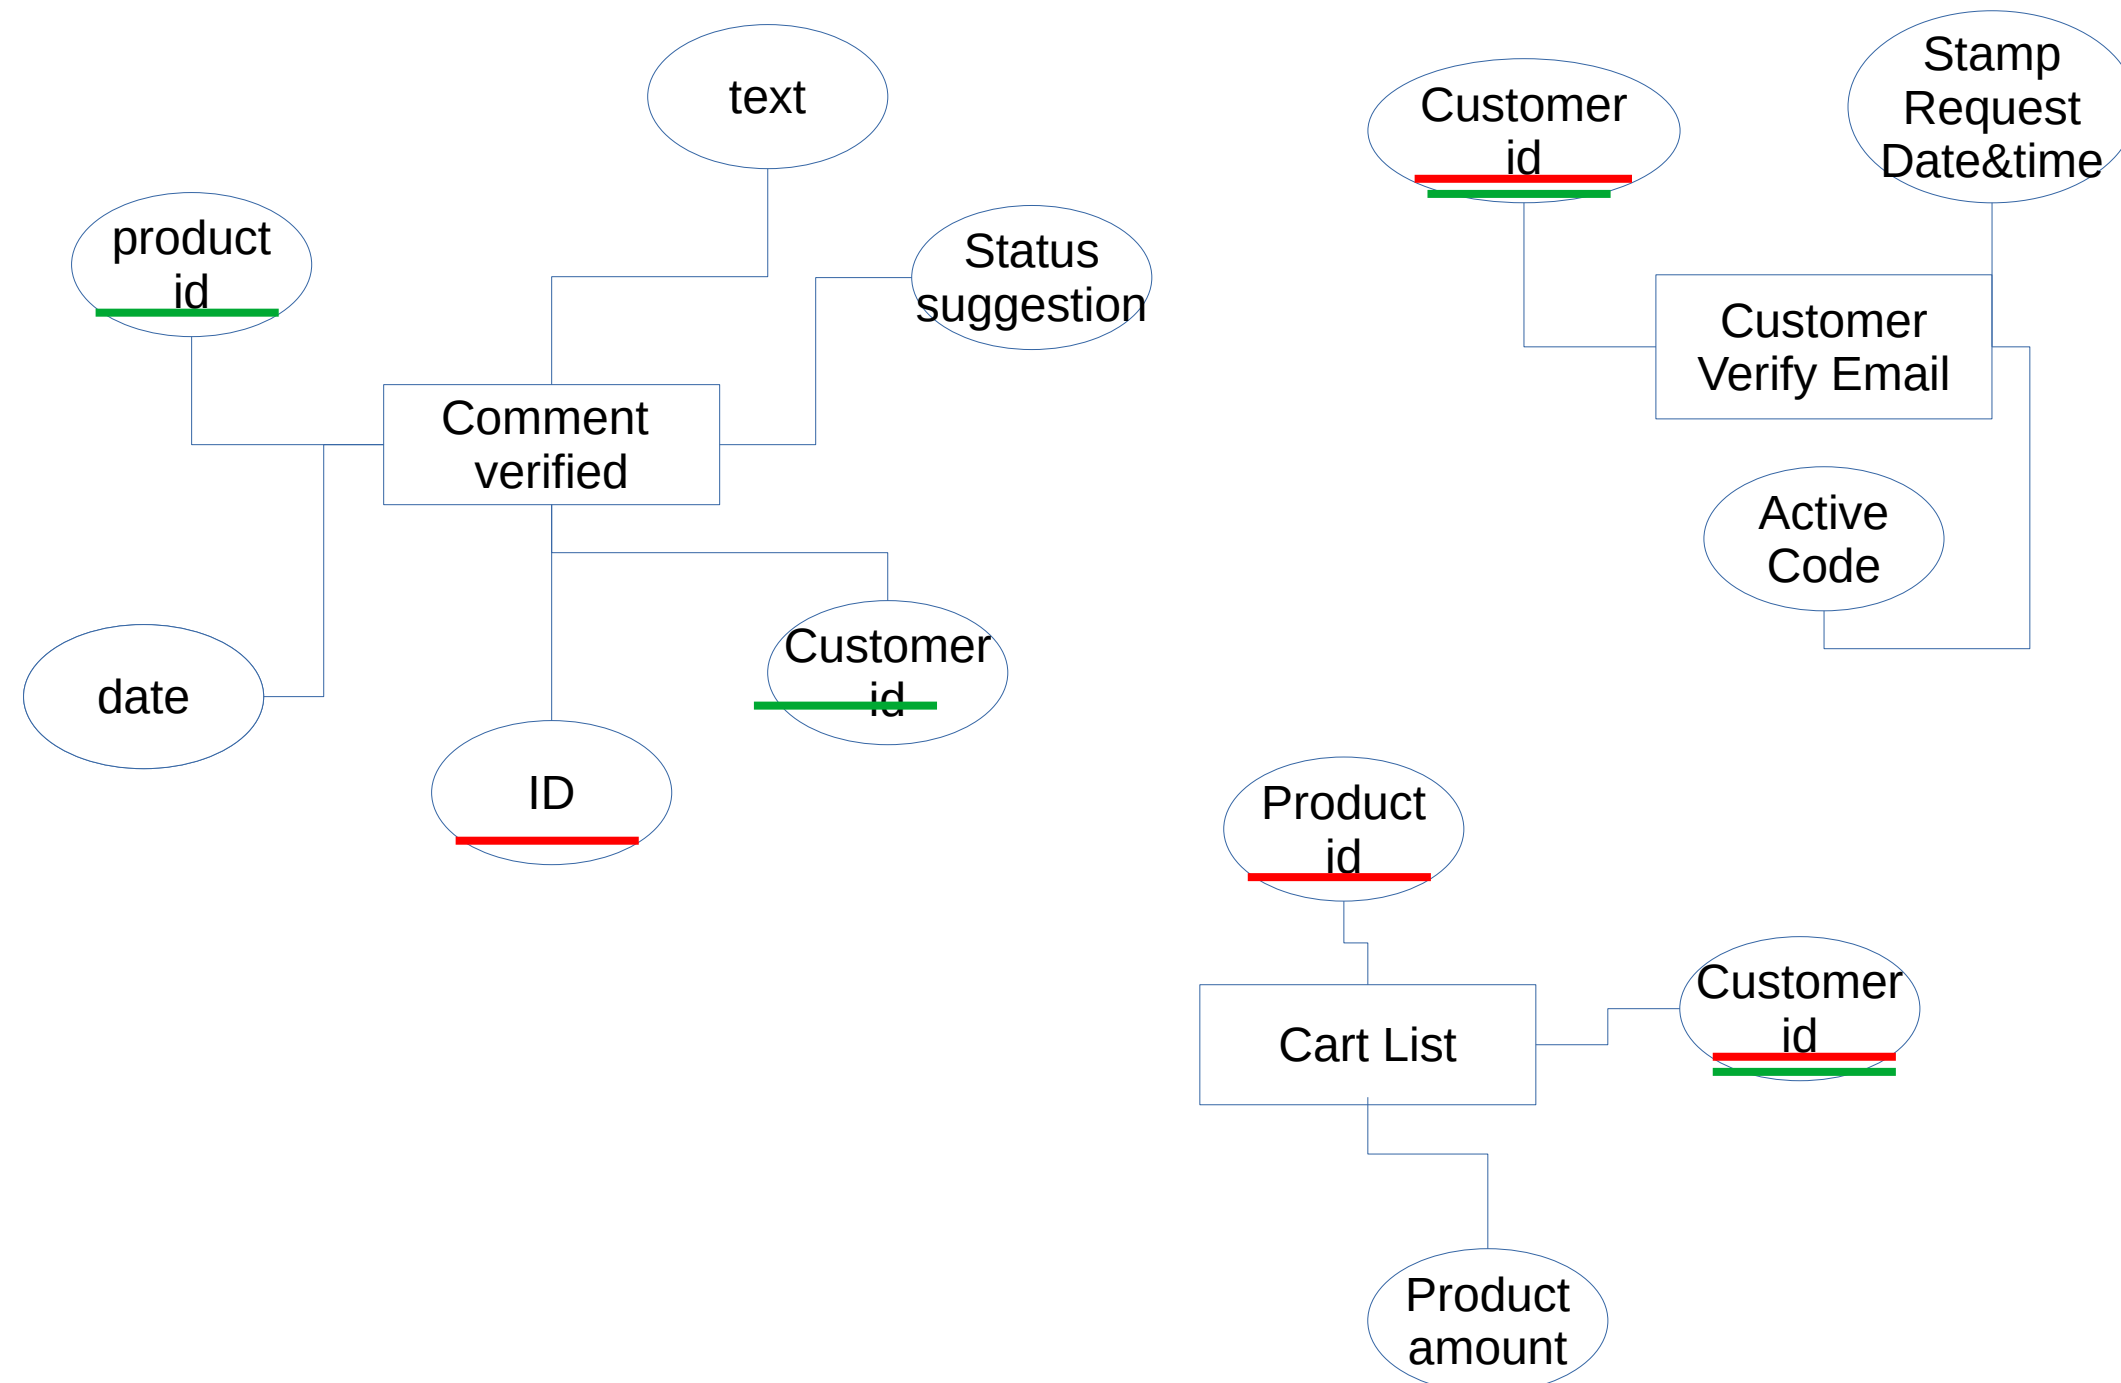 text
product
id
Status
suggestion
Comment
verified
date
ID
Customer
id
Customer
id
Stamp
Request
Date&time
Customer
Verify Email
Active
Code
Product
id
Cart List
Customer
id
Product
amount